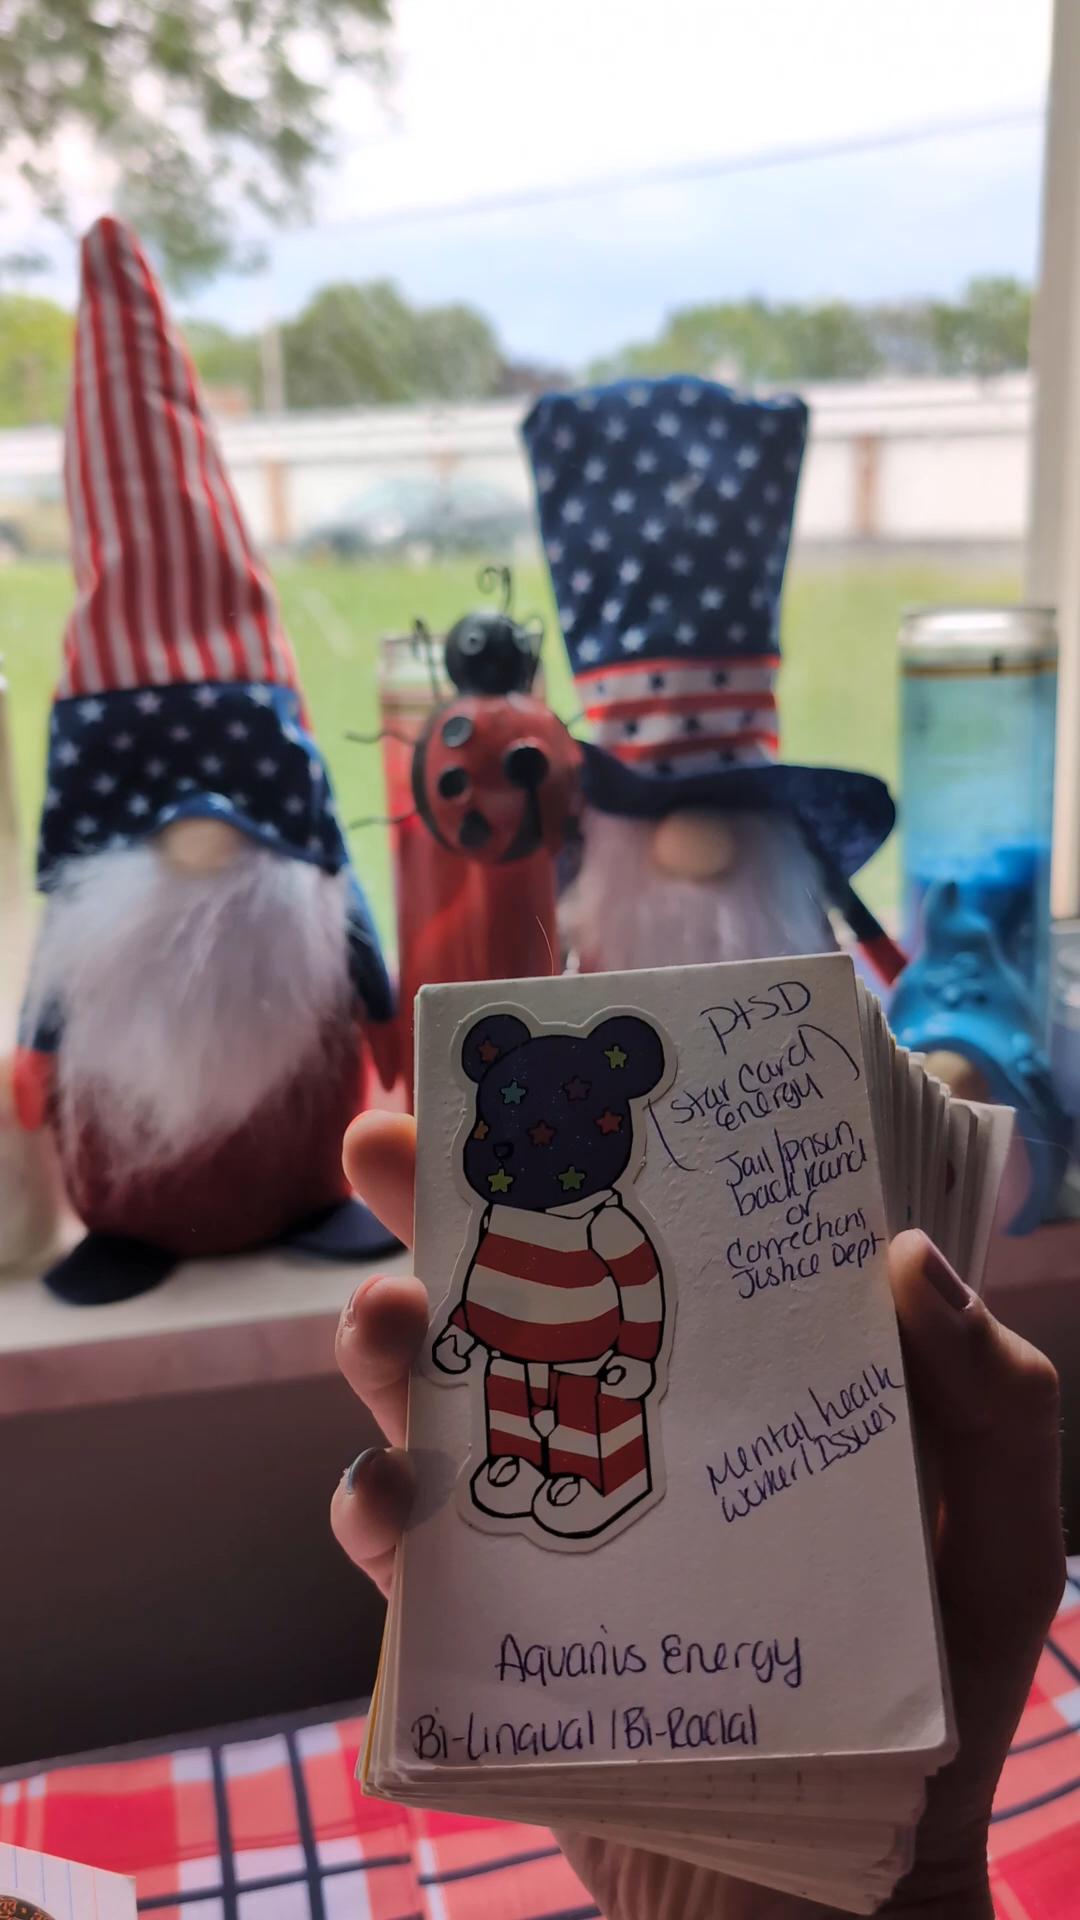 PtSD
Star Card
Energy
Jail/prison
background
or
Corrections
Justice Dept
Mental health
worker/Issues
Aquarius Energy
Bi-Lingual/Bi-Racial